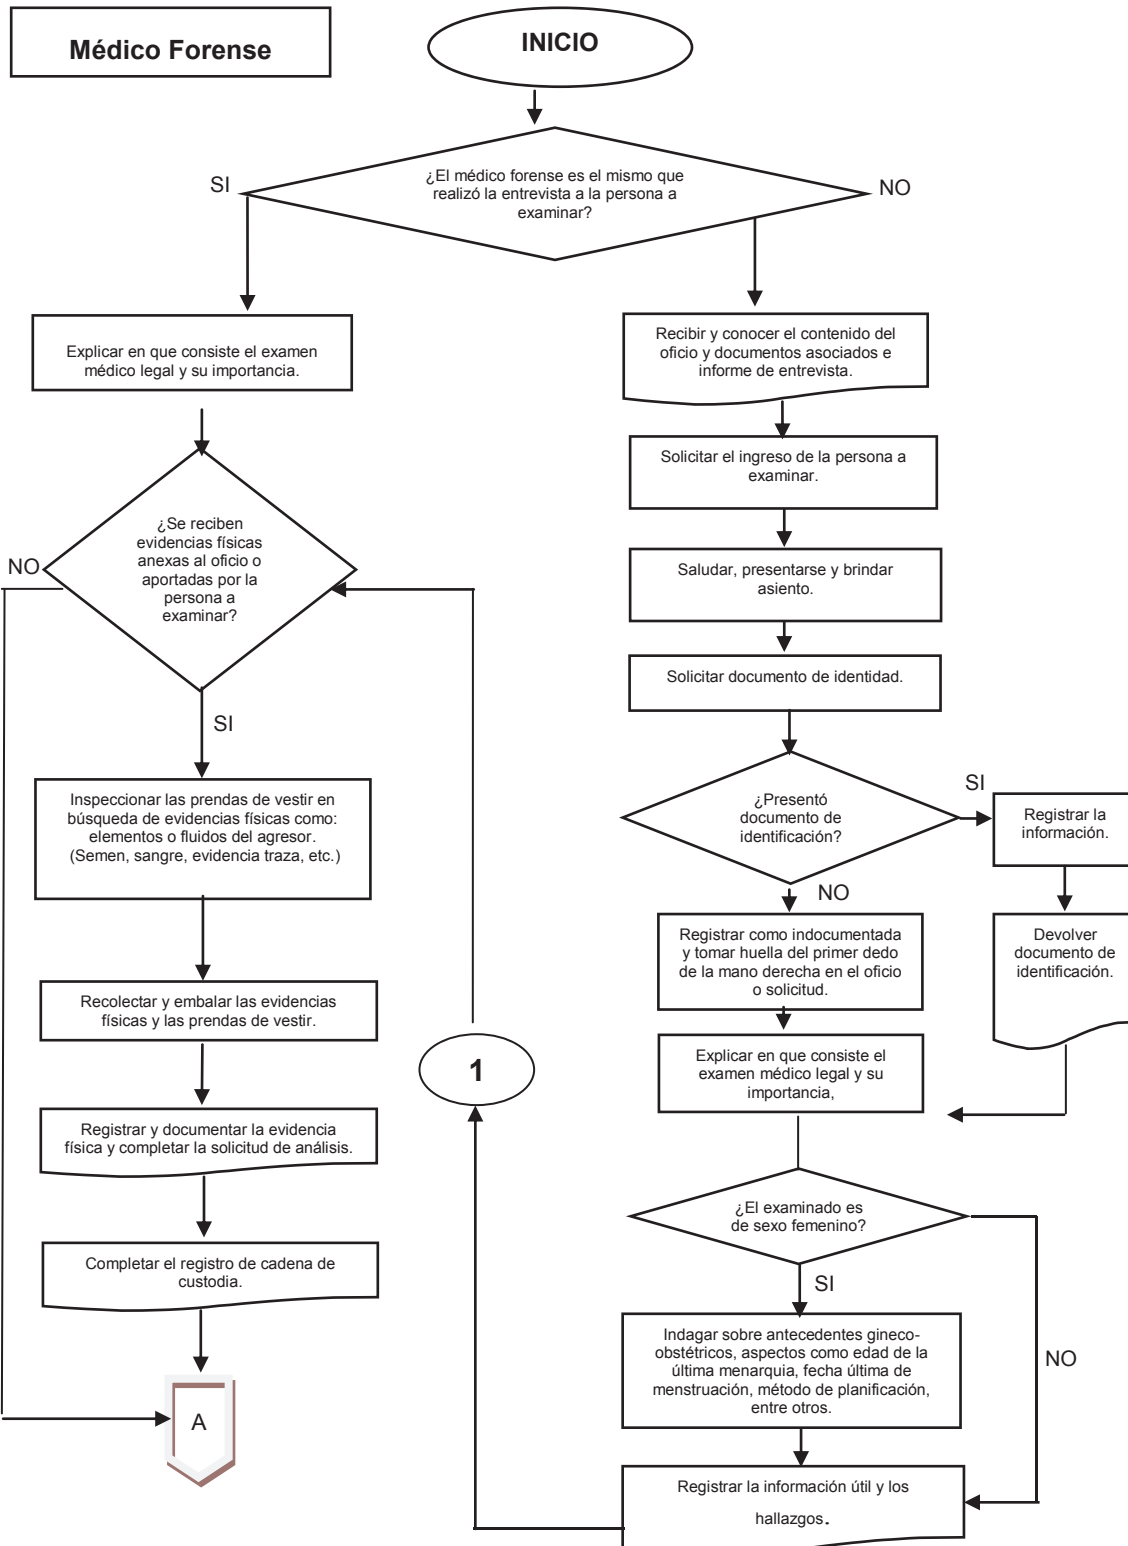 Médico Forense
INICIO
¿El médico forense es el mismo que
realizó la entrevista a la persona a
examinar?
SI
NO
Explicar en que consiste el examen
médico legal y su importancia.
¿Se reciben
evidencias físicas
anexas al oficio o
aportadas por la
persona a
examinar?
NO
SI
Inspeccionar las prendas de vestir en
búsqueda de evidencias físicas como:
elementos o fluidos del agresor.
(Semen, sangre, evidencia traza, etc.)
Recolectar y embalar las evidencias
físicas y las prendas de vestir.
Registrar y documentar la evidencia
física y completar la solicitud de análisis.
Completar el registro de cadena de
custodia.
A
1
Recibir y conocer el contenido del
oficio y documentos asociados e
informe de entrevista.
Solicitar el ingreso de la persona a
examinar.
Saludar, presentarse y brindar
asiento.
Solicitar documento de identidad.
¿Presentó
documento de
identificación?
SI
Registrar la
información.
Devolver
documento de
identificación.
NO
Registrar como indocumentada
y tomar huella del primer dedo
de la mano derecha en el oficio
o solicitud.
Explicar en que consiste el
examen médico legal y su
importancia,
¿El examinado es
de sexo femenino?
SI
NO
Indagar sobre antecedentes gineco-
obstétricos, aspectos como edad de la
última menarquia, fecha última de
menstruación, método de planificación,
entre otros.
Registrar la información útil y los
hallazgos.